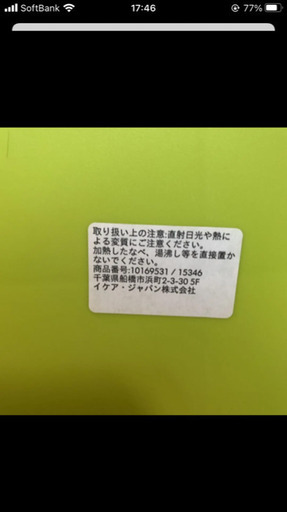 SoftBank 17:46 77%
取り扱い上の注意:直射日光や熱に
よる変質にご注意ください。
加熱したなべ、湯沸し等を直接置か
ないでください。
商品番号:10169531 / 15346
千葉県船橋市浜町2-3-30 5F
イケア・ジャパン株式会社